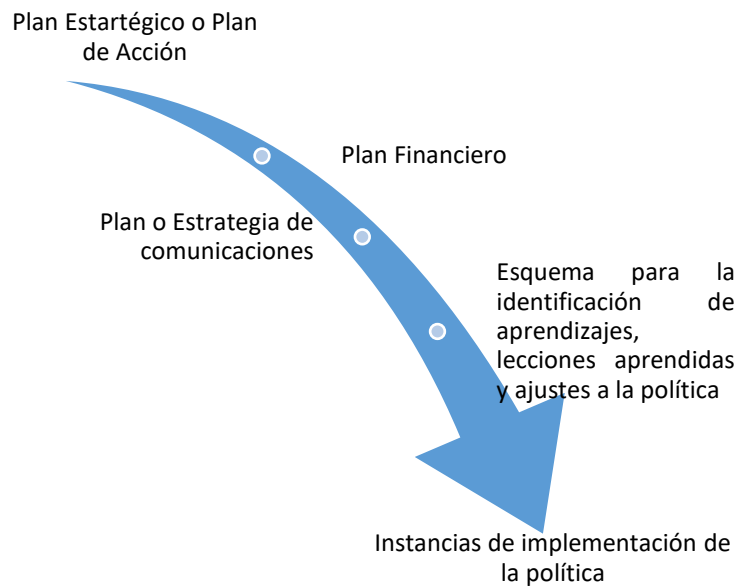 Plan Estartégico o Plan
de Acción
Plan Financiero
Plan o Estrategia de
comunicaciones
Esquema para la
identificación de
aprendizajes,
lecciones aprendidas
y ajustes a la política
Instancias de implementación de
la política